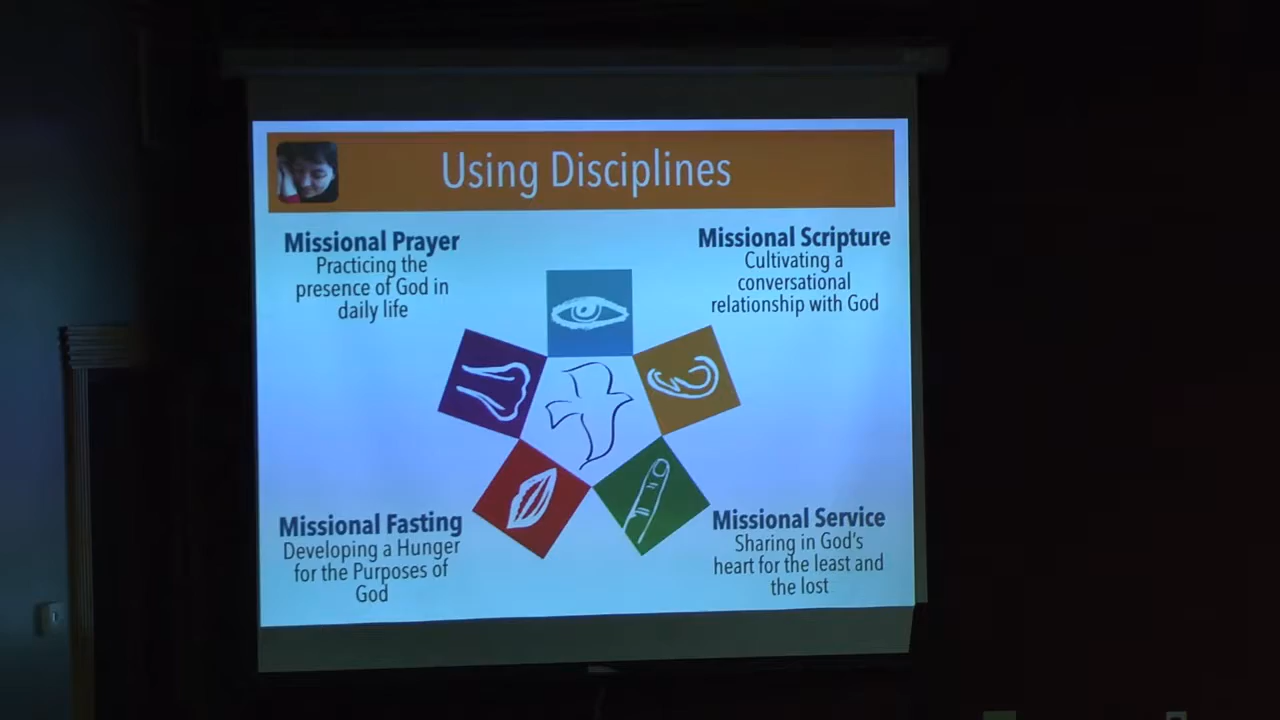 Using Disciplines
Missional Prayer
Practicing the
presence of God in
daily life
Missional Scripture
Cultivating a
conversational
relationship with God
Missional Fasting
Developing a Hunger
for the Purposes of
God
Missional Service
Sharing in God's
heart for the least and
the lost